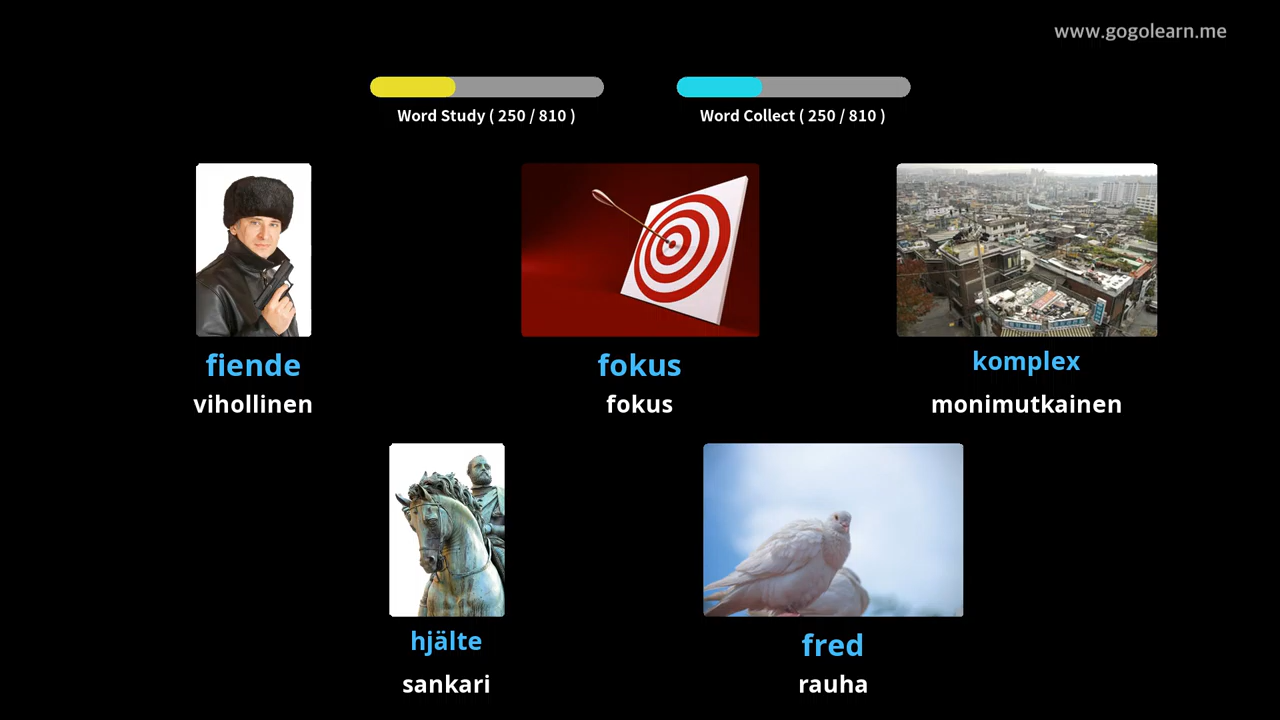 www.gogolearn.me
Word Study ( 250 / 810 )
Word Collect ( 250 / 810 )
fiende
vihollinen
fokus
fokus
komplex
monimutkainen
hjälte
sankari
fred
rauha